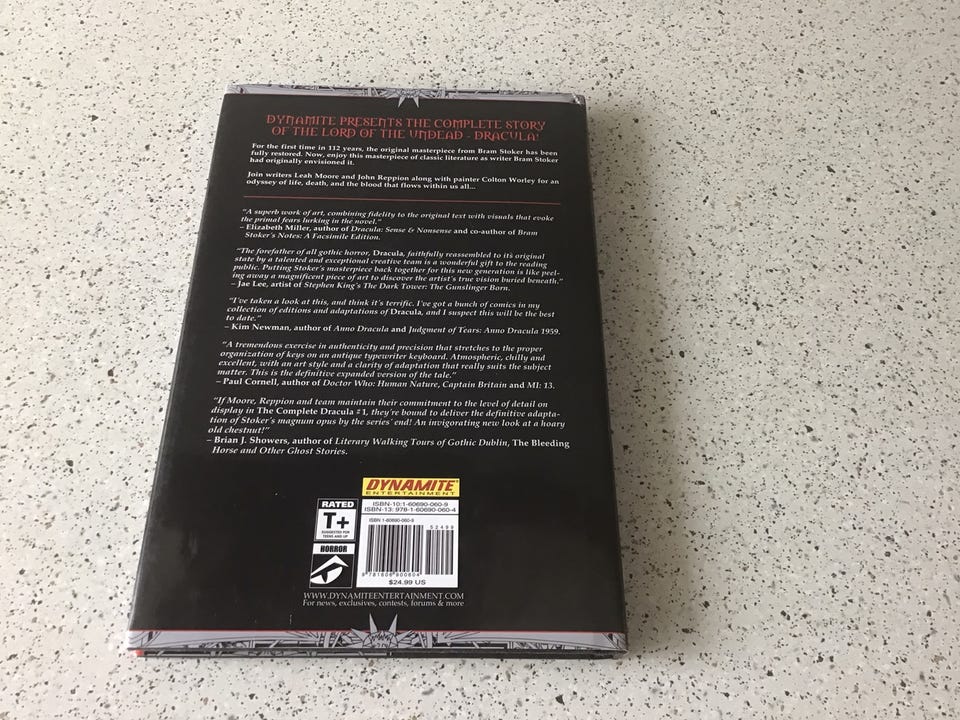 DYNAMITE PRESENTS THE COMPLETE STORY
OF THE LORD OF THE UNDEAD - DRACULA!
For the first time in 112 years, the original masterpiece from Bram Stoker has been
fully restored. Now, enjoy this masterpiece of classic literature as writer Bram Stoker
had originally envisioned it.
Join writers Leah Moore and John Reppion along with painter Colton Worley for an
odyssey of life, death, and the blood that flows within us all...
"A superb work of art, combining fidelity to the original text with visuals that evoke
the primal fears lurking in the novel."
– Elizabeth Miller, author of Dracula: Sense & Nonsense and co-author of Bram
Stoker's Notes: A Facsimile Edition.
"The forefather of all gothic horror, Dracula, faithfully reassembled to its original
state by a talented and exceptional creative team is a wonderful gift to the reading
public. Putting Stoker's masterpiece back together for this new generation is like peel-
ing away a magnificent piece of art to discover the artist's true vision buried beneath."
– Jae Lee, artist of Stephen King's The Dark Tower: The Gunslinger Born.
"I've taken a look at this, and think it's terrific. I've got a bunch of comics in my
collection of editions and adaptations of Dracula, and I suspect this will be the best
to date."
– Kim Newman, author of Anno Dracula and Judgment of Tears: Anno Dracula 1959.
"A tremendous exercise in authenticity and precision that stretches to the proper
organization of keys on an antique typewriter keyboard. Atmospheric, chilly and
excellent, with an art style and a clarity of adaptation that really suits the subject
matter. This is the definitive expanded version of the tale."
– Paul Cornell, author of Doctor Who: Human Nature, Captain Britain and MI: 13.
"If Moore, Reppion and team maintain their commitment to the level of detail on
display in The Complete Dracula #1, they're bound to deliver the definitive adapta-
tion of Stoker's magnum opus by the series' end! An invigorating new look at a hoary
old chestnut!"
– Brian J. Showers, author of Literary Walking Tours of Gothic Dublin, The Bleeding
Horse and Other Ghost Stories.
DYNAMITE
ENTERTAINMENT
ISBN-10:1-60690-060-9
ISBN-13: 978-1-60690-060-4
RATED
T+
SUGGESTED FOR
TEENS AND UP
HORROR
ISBN 1-60690-060-9
52499
9 781606 900604
$24.99 US
WWW.DYNAMITEENTERTAINMENT.COM
For news, exclusives, contests, forums & more